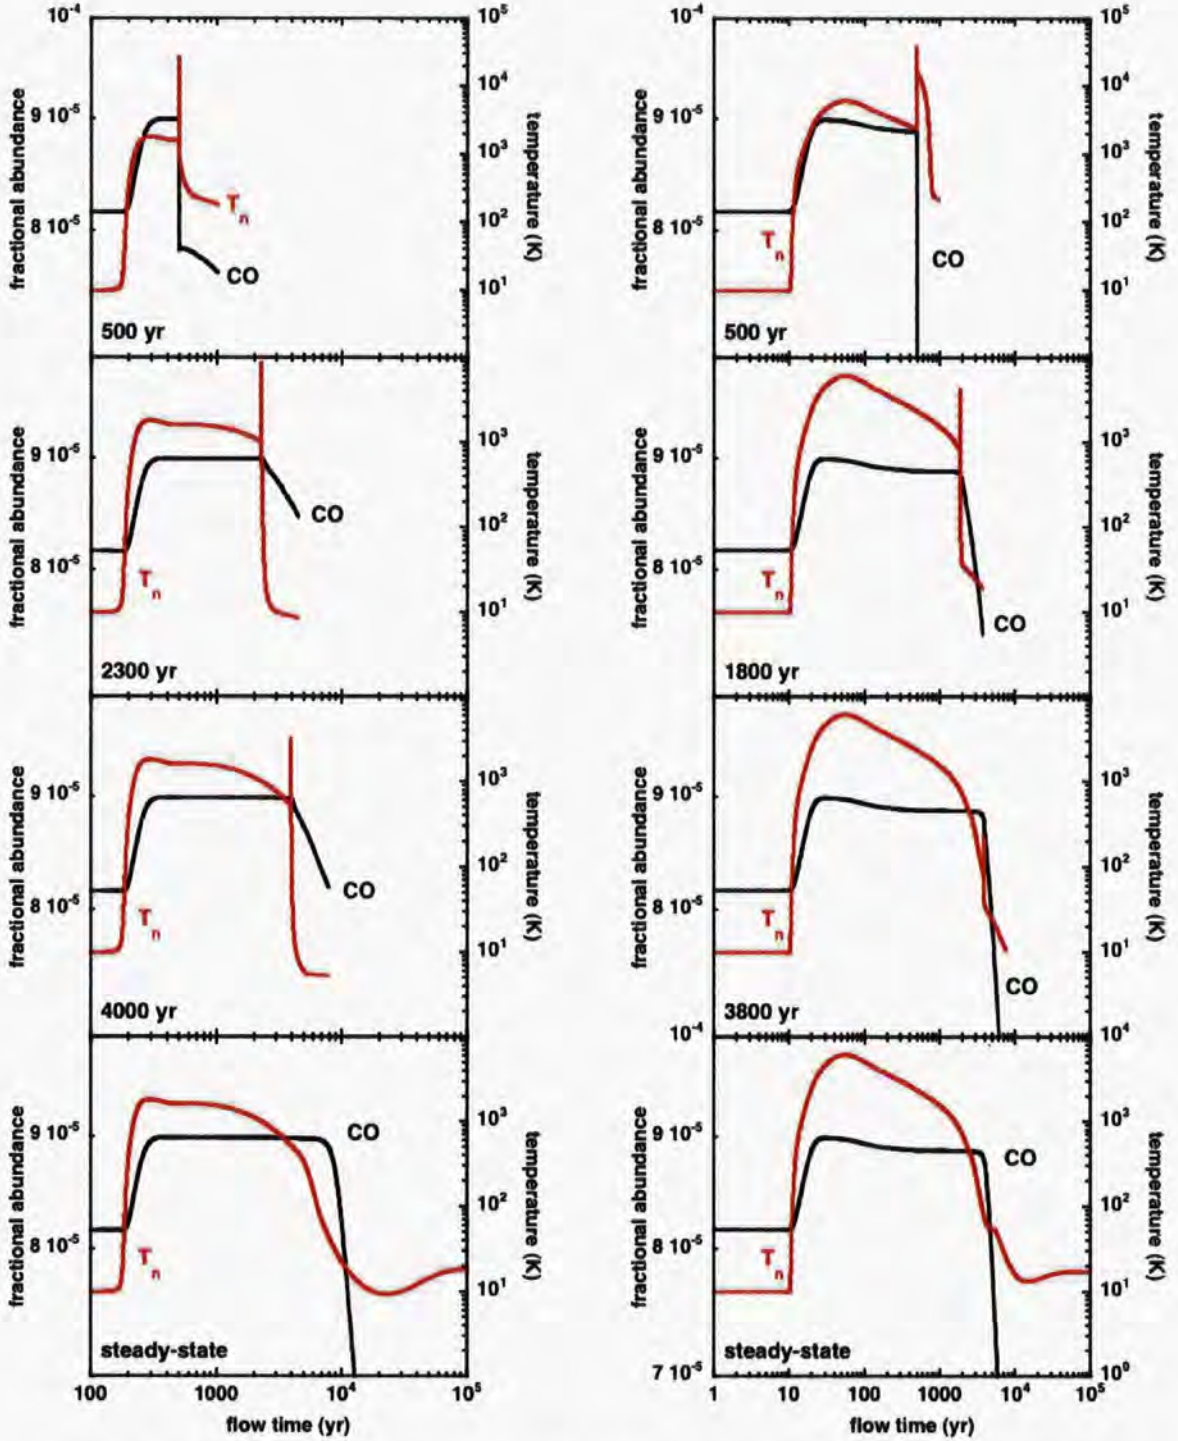 10⁻⁴
9 10⁻⁵
8 10⁻⁵
fractional abundance
Tₙ
CO
500 yr
10⁵
10⁴
10³
10²
10¹
temperature (K)
10⁻⁴
9 10⁻⁵
8 10⁻⁵
fractional abundance
Tₙ
CO
500 yr
10⁵
10⁴
10³
10²
10¹
temperature (K)
9 10⁻⁵
8 10⁻⁵
fractional abundance
CO
Tₙ
2300 yr
10³
10²
10¹
temperature (K)
9 10⁻⁵
8 10⁻⁵
fractional abundance
Tₙ
CO
1800 yr
10³
10²
10¹
temperature (K)
9 10⁻⁵
8 10⁻⁵
fractional abundance
CO
Tₙ
4000 yr
10³
10²
10¹
temperature (K)
9 10⁻⁵
8 10⁻⁵
fractional abundance
Tₙ
CO
3800 yr
10³
10²
10¹
temperature (K)
9 10⁻⁵
8 10⁻⁵
fractional abundance
CO
Tₙ
steady-state
10³
10²
10¹
temperature (K)
100 1000 10⁴ 10⁵
flow time (yr)
10⁻⁴
9 10⁻⁵
8 10⁻⁵
7 10⁻⁵
fractional abundance
CO
Tₙ
steady-state
10⁴
10³
10²
10¹
10⁰
temperature (K)
1 10 100 1000 10⁴ 10⁵
flow time (yr)